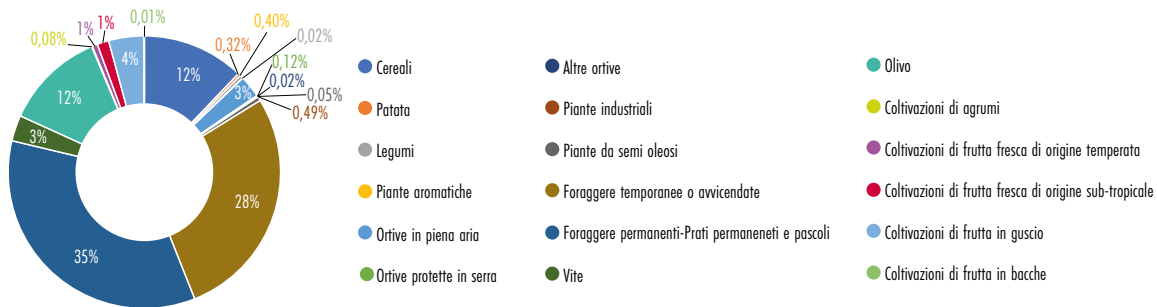 0,01%
1%
1%
0,08%
4%
12%
0,32%
0,40%
0,02%
3%
0,12%
0,02%
0,05%
0,49%
28%
35%
3%
12%
Cereali
Patata
Legumi
Piante aromatiche
Ortive in piena aria
Ortive protette in serra
Altre ortive
Piante industriali
Piante da semi oleosi
Foraggere temporanee o avvicendate
Foraggere permanenti-Prati permaneneti e pascoli
Vite
Olivo
Coltivazioni di agrumi
Coltivazioni di frutta fresca di origine temperata
Coltivazioni di frutta fresca di origine sub-tropicale
Coltivazioni di frutta in guscio
Coltivazioni di frutta in bacche